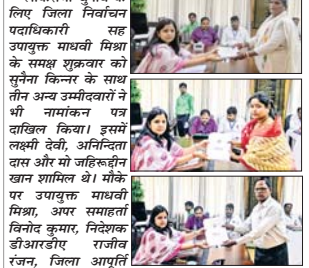 लिए जिला निर्वाचन
पदाधिकारी सह
उपायुक्त माधवी मिश्रा
के समक्ष शुक्रवार को
सुनैना किन्नर के साथ
तीन अन्य उम्मीदवारों ने
भी नामांकन पत्र
दाखिल किया। इसमें
लक्ष्मी देवी, अनिन्दिता
दास और मो जहिरूद्दीन
खान शामिल थे। मौके
पर उपायुक्त माधवी
मिश्रा, अपर समाहर्ता
विनोद कुमार, निदेशक
डीआरडीए राजीव
रंजन, जिला आपूर्ति